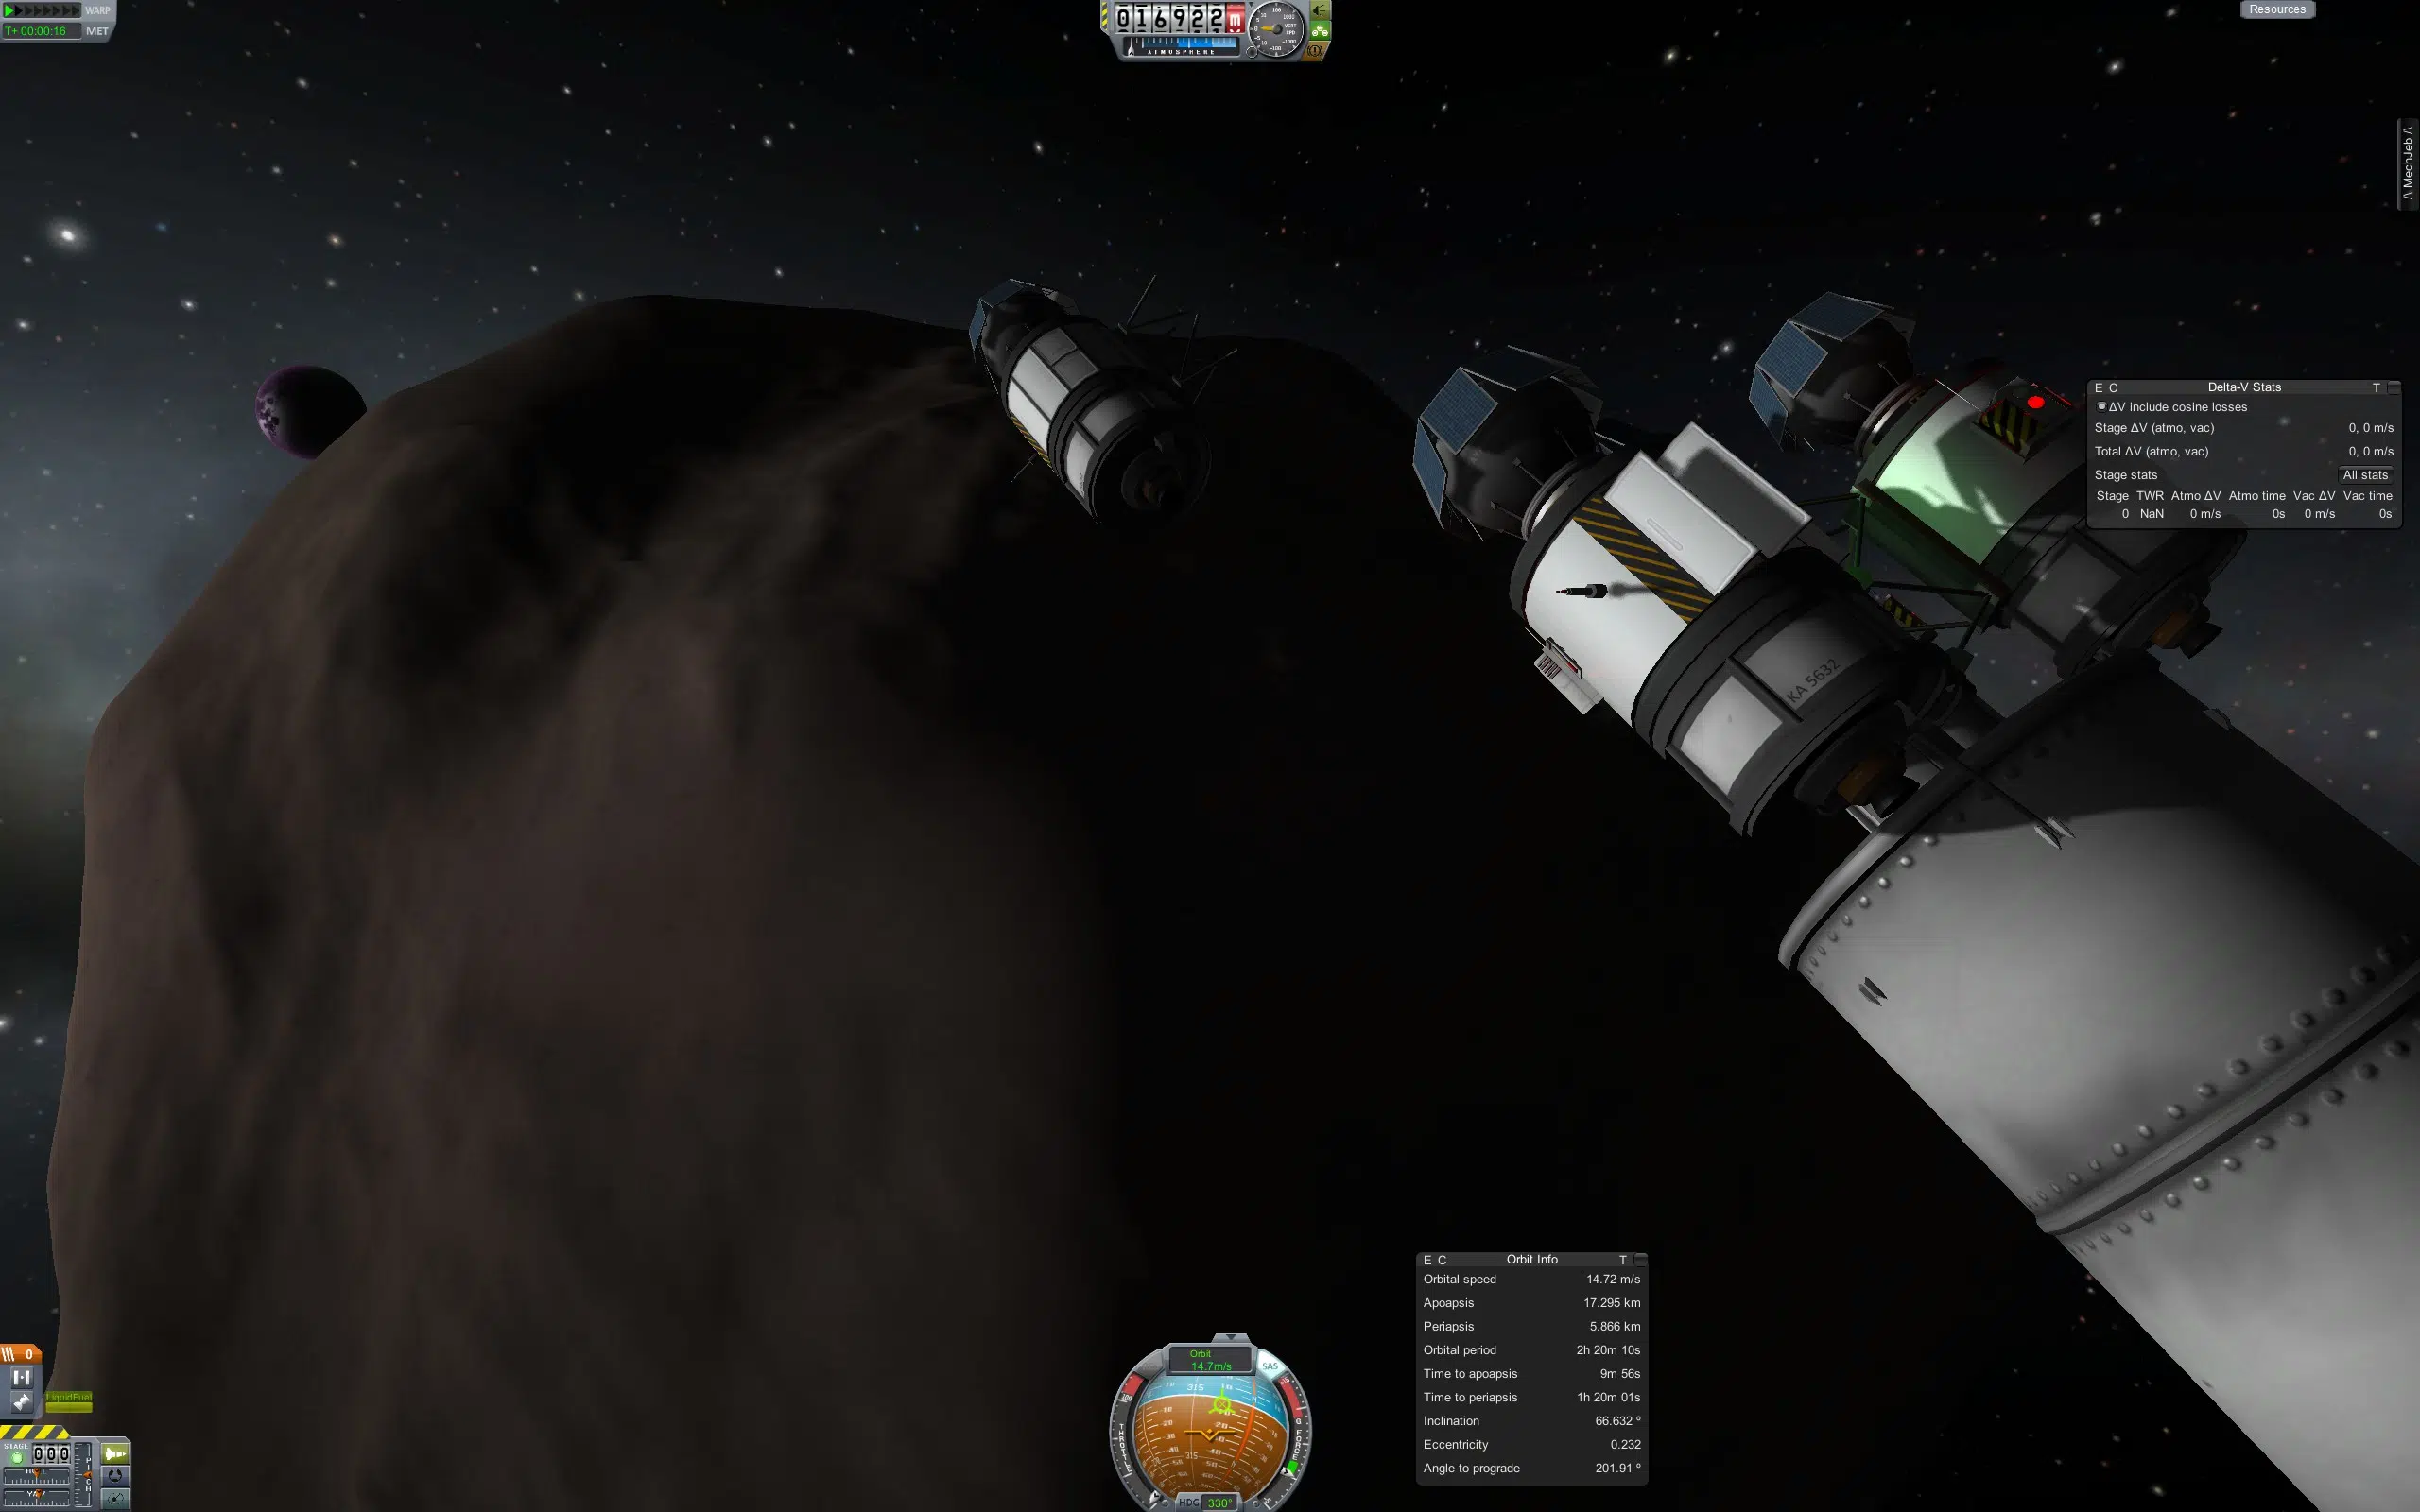 WARP
T+ 00:00:16 MET
016922m
ATMOSPHERE
Resources
/\ MechJeb /\
E C Delta-V Stats T
ΔV include cosine losses
Stage ΔV (atmo, vac) 0, 0 m/s
Total ΔV (atmo, vac) 0, 0 m/s
Stage stats All stats
Stage TWR Atmo ΔV Atmo time Vac ΔV Vac time
0 NaN 0 m/s 0s 0 m/s 0s
KA 5632
E C Orbit Info T
Orbital speed 14.72 m/s
Apoapsis 17.295 km
Periapsis 5.866 km
Orbital period 2h 20m 10s
Time to apoapsis 9m 56s
Time to periapsis 1h 20m 01s
Inclination 66.632 º
Eccentricity 0.232
Angle to prograde 201.91 º
Orbit
14.7m/s
SAS
315
HDG 330°
0
LiquidFuel
STAGE
000